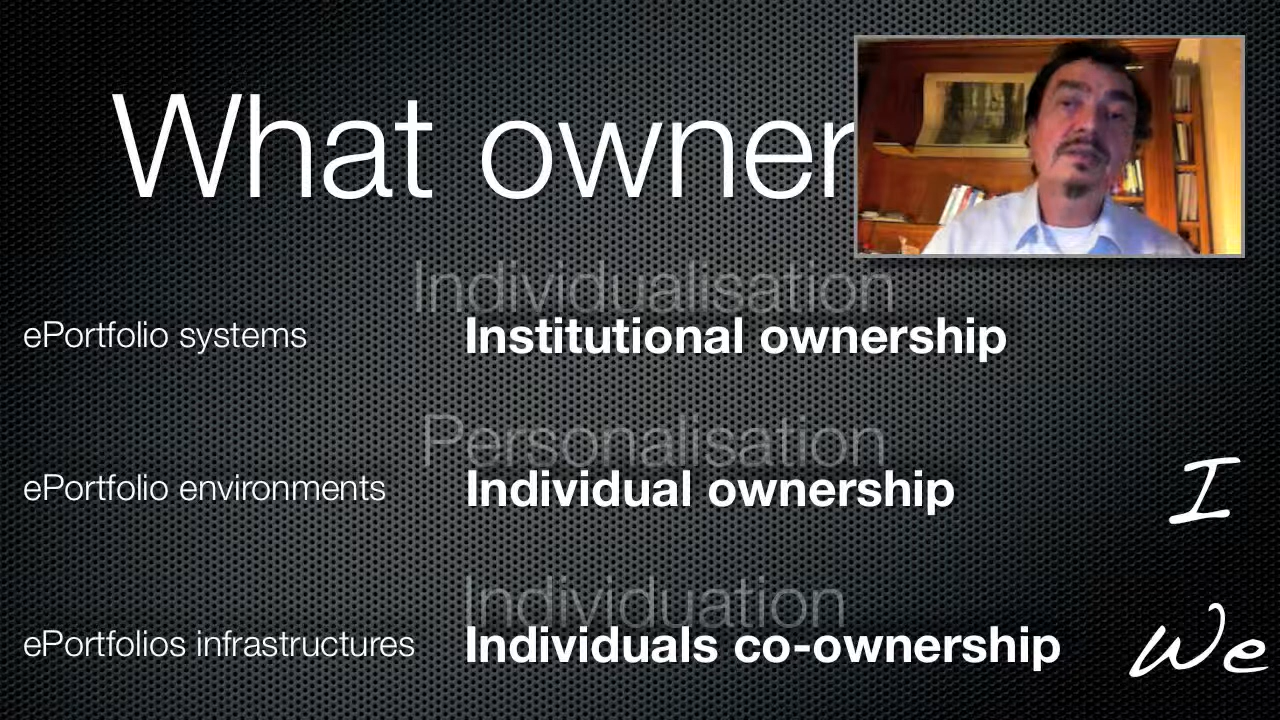 What owner
Individualisation
ePortfolio systems Institutional ownership
Personalisation
ePortfolio environments Individual ownership I
Individuation
ePortfolios infrastructures Individuals co-ownership We